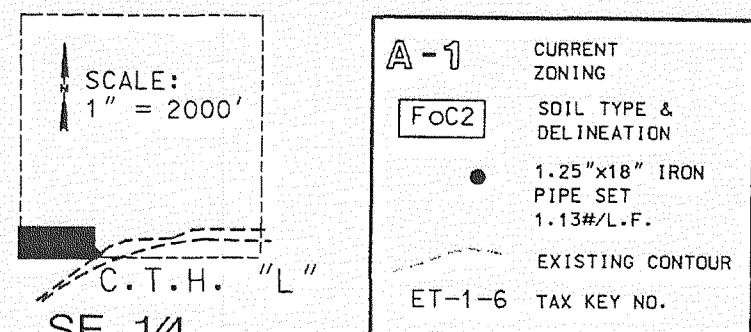 N
SCALE:
1" = 2000'
C.T.H. "L"
SE 1/4
A-1 CURRENT
ZONING
FoC2 SOIL TYPE &
DELINEATION
1.25"x18" IRON
PIPE SET
1.13#/L.F.
EXISTING CONTOUR
ET-1-6 TAX KEY NO.